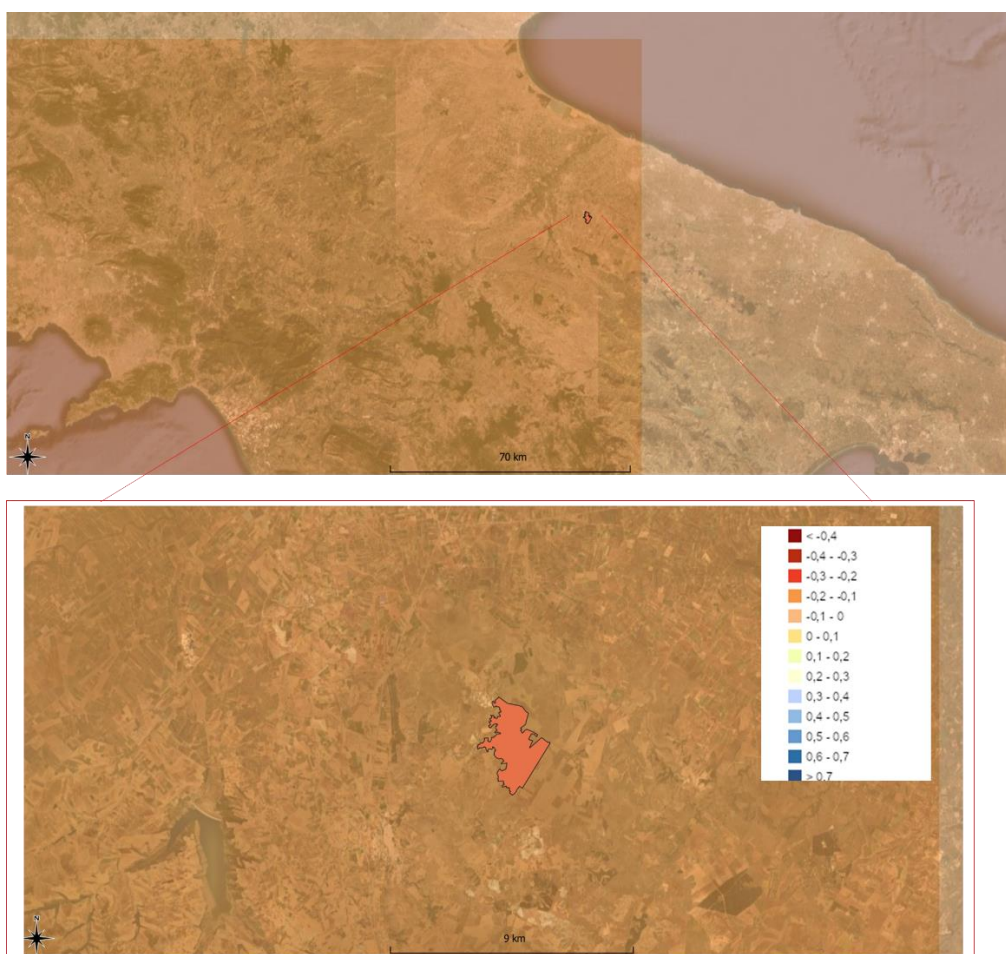 N
70 km
< -0,4
-0,4 - -0,3
-0,3 - -0,2
-0,2 - -0,1
-0,1 - 0
0 - 0,1
0,1 - 0,2
0,2 - 0,3
0,3 - 0,4
0,4 - 0,5
0,5 - 0,6
0,6 - 0,7
> 0,7
N
9 km